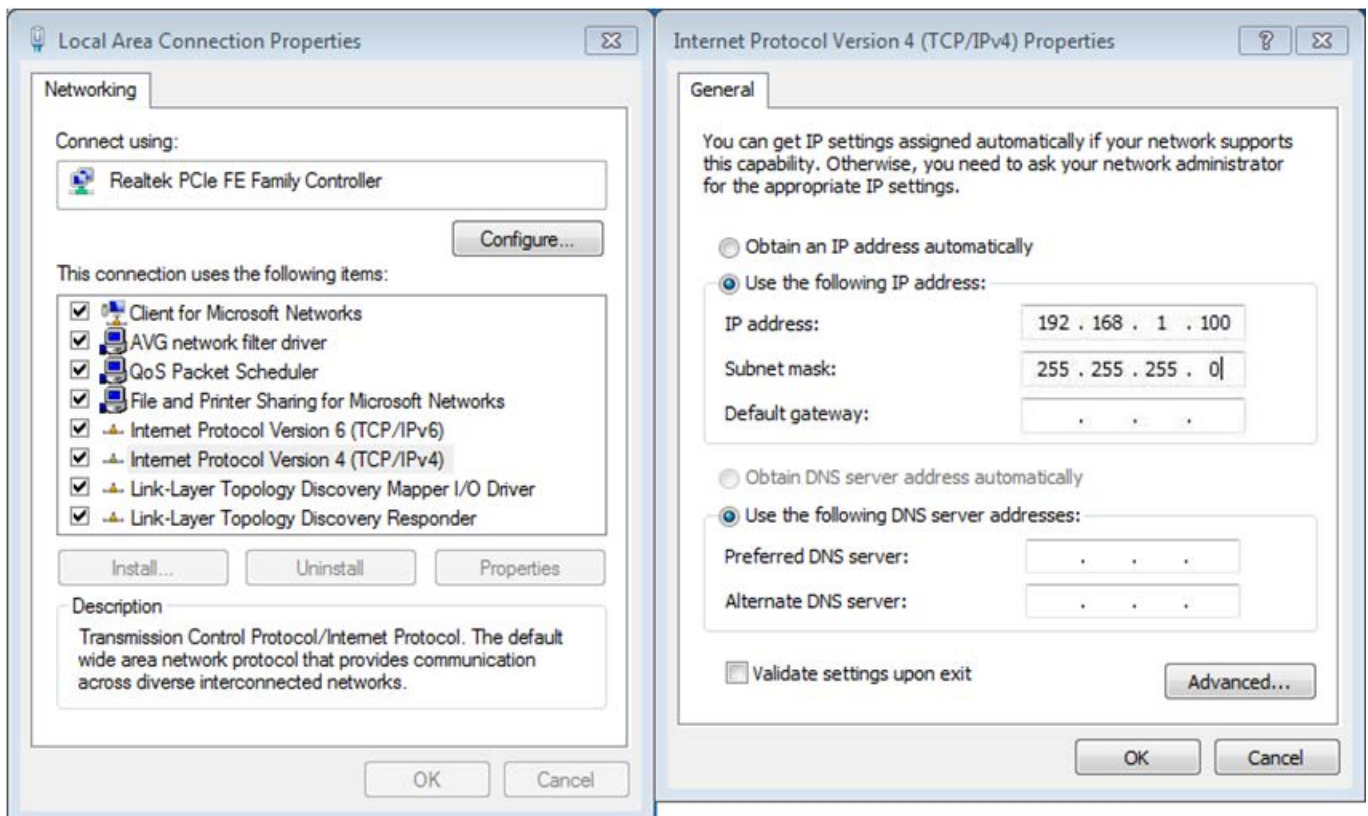 Local Area Connection Properties
Networking
Connect using:
Realtek PCIe FE Family Controller
Configure...
This connection uses the following items:
Client for Microsoft Networks
AVG network filter driver
QoS Packet Scheduler
File and Printer Sharing for Microsoft Networks
Internet Protocol Version 6 (TCP/IPv6)
Internet Protocol Version 4 (TCP/IPv4)
Link-Layer Topology Discovery Mapper I/O Driver
Link-Layer Topology Discovery Responder
Install... Uninstall Properties
Description
Transmission Control Protocol/Internet Protocol. The default
wide area network protocol that provides communication
across diverse interconnected networks.
OK Cancel
Internet Protocol Version 4 (TCP/IPv4) Properties
General
You can get IP settings assigned automatically if your network supports
this capability. Otherwise, you need to ask your network administrator
for the appropriate IP settings.
Obtain an IP address automatically
Use the following IP address:
IP address: 192 . 168 . 1 . 100
Subnet mask: 255 . 255 . 255 . 0
Default gateway: . . .
Obtain DNS server address automatically
Use the following DNS server addresses:
Preferred DNS server: . . .
Alternate DNS server: . . .
Validate settings upon exit
Advanced...
OK Cancel